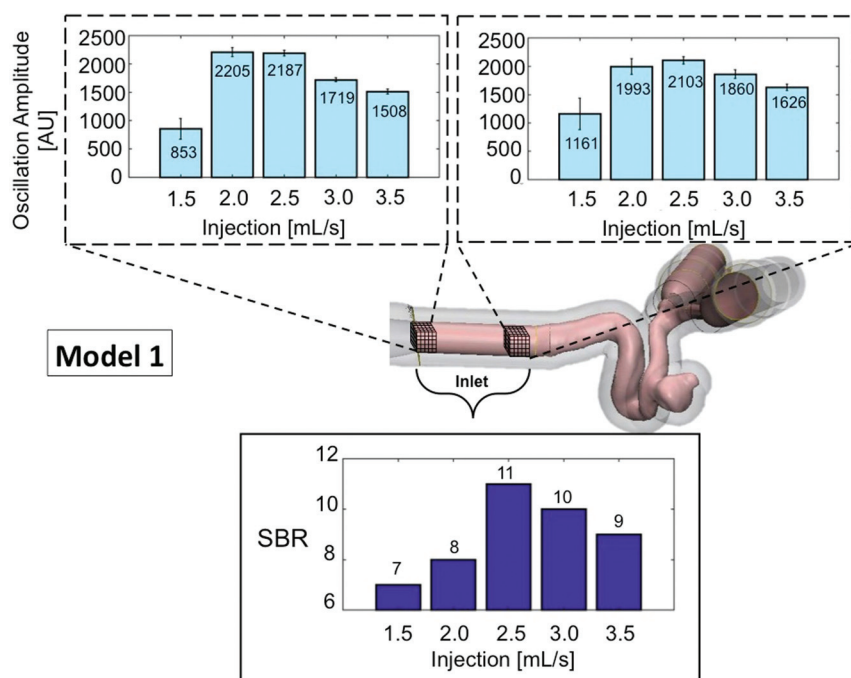 Oscillation Amplitude
[AU]
2500
2000
1500
1000
500
0
853
2205
2187
1719
1508
1.5 2.0 2.5 3.0 3.5
Injection [mL/s]
2500
2000
1500
1000
500
0
1161
1993
2103
1860
1626
1.5 2.0 2.5 3.0 3.5
Injection [mL/s]
Model 1
Inlet
SBR
12
10
8
6
7
8
11
10
9
1.5 2.0 2.5 3.0 3.5
Injection [mL/s]